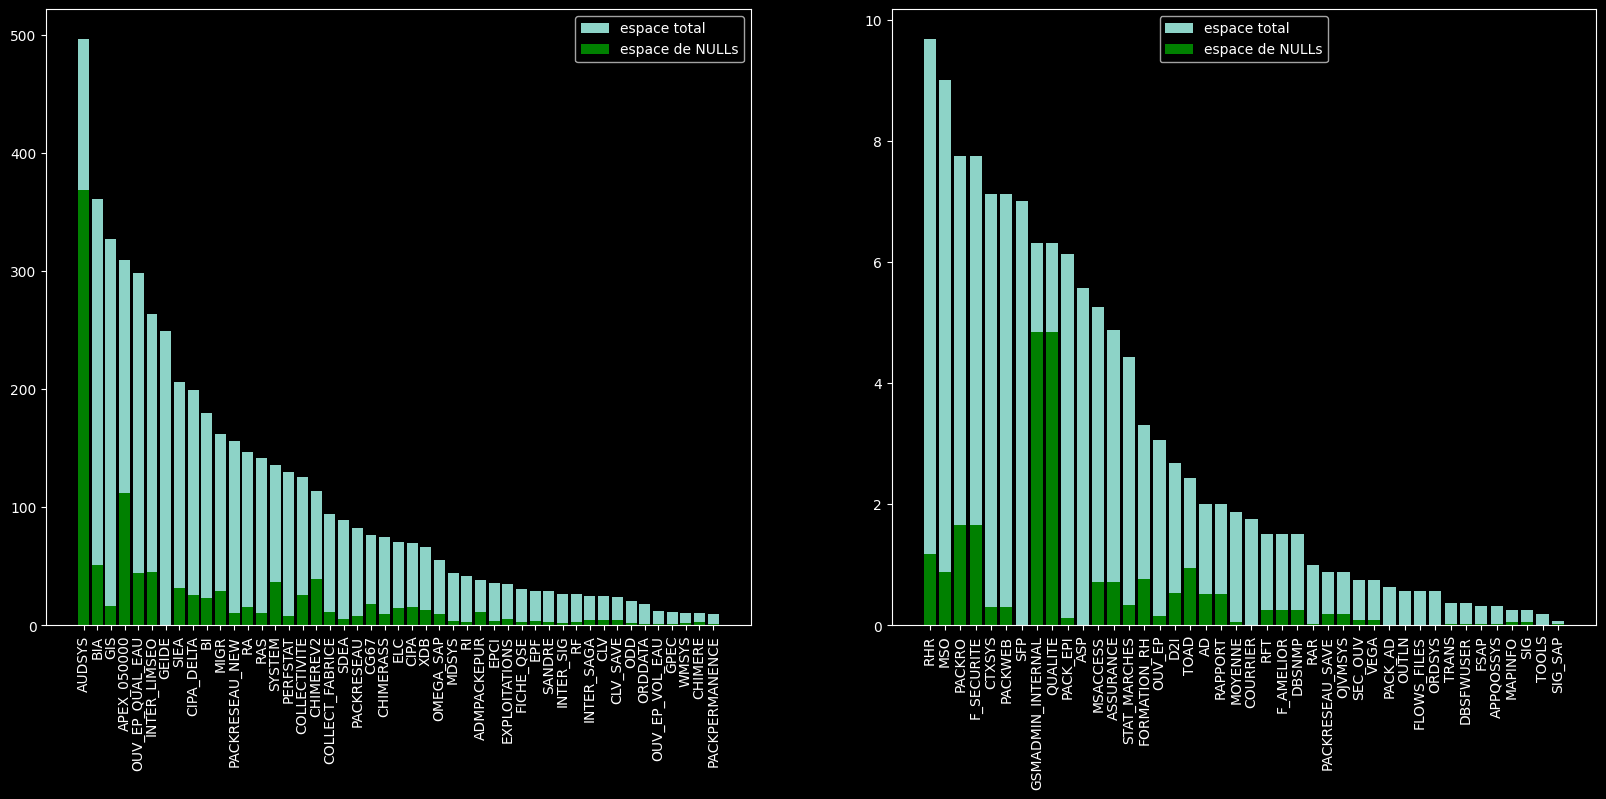 500
400
300
200
100
0
espace total
espace de NULLs
AUDSYS
BIA
GIS
APEX_050000
OUV_EP_QUAL_EAU
INTER_LIMSEO
GEIDE
SIEA
CIPA_DELTA
BI
MIGR
PACKRESEAU_NEW
RA
RAS
SYSTEM
PERFSTAT
COLLECTIVITE
CHIMEREV2
COLLECT_FABRICE
SDEA
PACKRESEAU
CG67
CHIMERASS
ELC
CIPA
XDB
OMEGA_SAP
MDSYS
RI
ADMPACKEPUR
EPCI
EXPLOITATIONS
FICHE_QSE
EPF
SANDRE
INTER_SIG
RF
INTER_SAGA
CLV
CLV_SAVE
ODD
ORDDATA
OUV_EP_VOL_EAU
GPEC
WMSYS
CHIMERE
PACKPERMANENCE
10
8
6
4
2
0
espace total
espace de NULLs
RHR
MSO
PACKRO
F_SECURITE
CTXSYS
PACKWEB
SFP
GSMADMIN_INTERNAL
QUALITE
PACK_EPI
ASP
MSACCESS
ASSURANCE
STAT_MARCHES
FORMATION_RH
OUV_EP
D2I
TOAD
AD
RAPPORT
MOYENNE
COURRIER
RFT
F_AMELIOR
DBSNMP
RAR
PACKRESEAU_SAVE
OJVMSYS
SEC_OUV
VEGA
PACK_AD
OUTLN
FLOWS_FILES
ORDSYS
TRANS
DBSFWUSER
FSAP
APPQOSSYS
MAPINFO
SIG
TOOLS
SIG_SAP